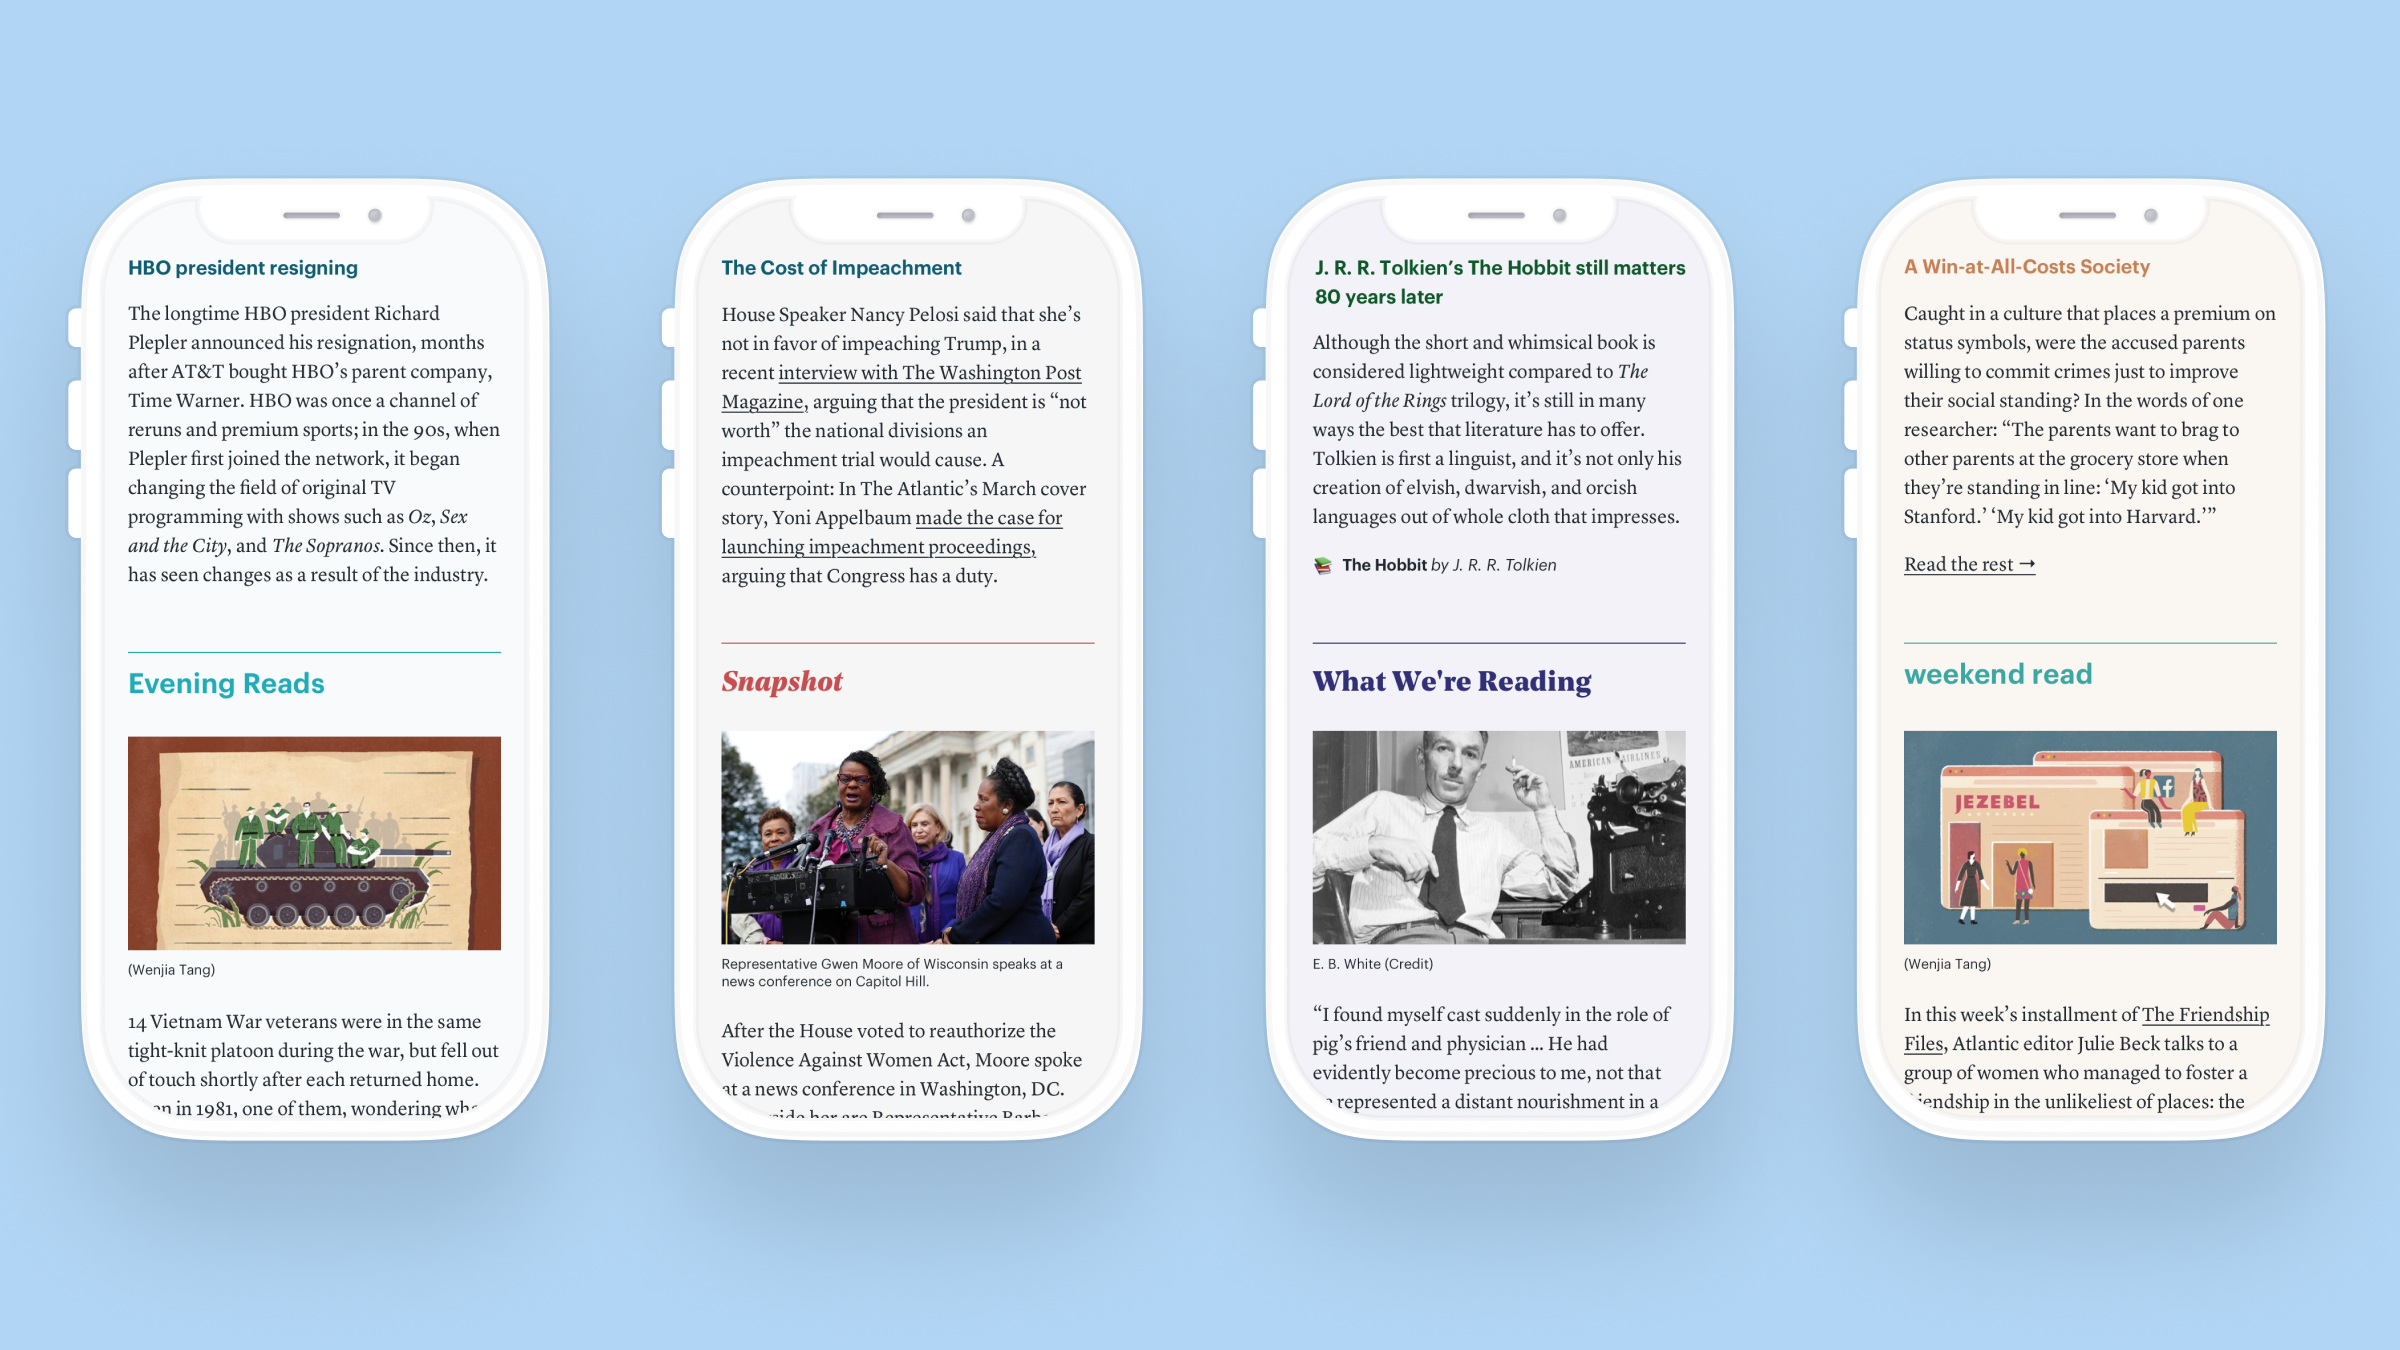 HBO president resigning
The longtime HBO president Richard
Plepler announced his resignation, months
after AT&T bought HBO’s parent company,
Time Warner. HBO was once a channel of
reruns and premium sports; in the 90s, when
Plepler first joined the network, it began
changing the field of original TV
programming with shows such as Oz, Sex
and the City, and The Sopranos. Since then, it
has seen changes as a result of the industry.
Evening Reads
(Wenjia Tang)
14 Vietnam War veterans were in the same
tight-knit platoon during the war, but fell out
of touch shortly after each returned home.
in 1981, one of them, wondering
The Cost of Impeachment
House Speaker Nancy Pelosi said that she’s
not in favor of impeaching Trump, in a
recent interview with The Washington Post
Magazine, arguing that the president is “not
worth” the national divisions an
impeachment trial would cause. A
counterpoint: In The Atlantic’s March cover
story, Yoni Appelbaum made the case for
launching impeachment proceedings,
arguing that Congress has a duty.
Snapshot
Representative Gwen Moore of Wisconsin speaks at a
news conference on Capitol Hill.
After the House voted to reauthorize the
Violence Against Women Act, Moore spoke
at a news conference in Washington, DC.
her are Representative
J. R. R. Tolkien’s The Hobbit still matters
80 years later
Although the short and whimsical book is
considered lightweight compared to The
Lord of the Rings trilogy, it’s still in many
ways the best that literature has to offer.
Tolkien is first a linguist, and it’s not only his
creation of elvish, dwarvish, and orcish
languages out of whole cloth that impresses.
The Hobbit by J. R. R. Tolkien
What We're Reading
AMERICAN AIRLINES
E. B. White (Credit)
“I found myself cast suddenly in the role of
pig’s friend and physician ... He had
evidently become precious to me, not that
represented a distant nourishment in a
A Win-at-All-Costs Society
Caught in a culture that places a premium on
status symbols, were the accused parents
willing to commit crimes just to improve
their social standing? In the words of one
researcher: “The parents want to brag to
other parents at the grocery store when
they’re standing in line: ‘My kid got into
Stanford.’ ‘My kid got into Harvard.’”
Read the rest →
weekend read
JEZEBEL
f
(Wenjia Tang)
In this week’s installment of The Friendship
Files, Atlantic editor Julie Beck talks to a
group of women who managed to foster a
friendship in the unlikeliest of places: the